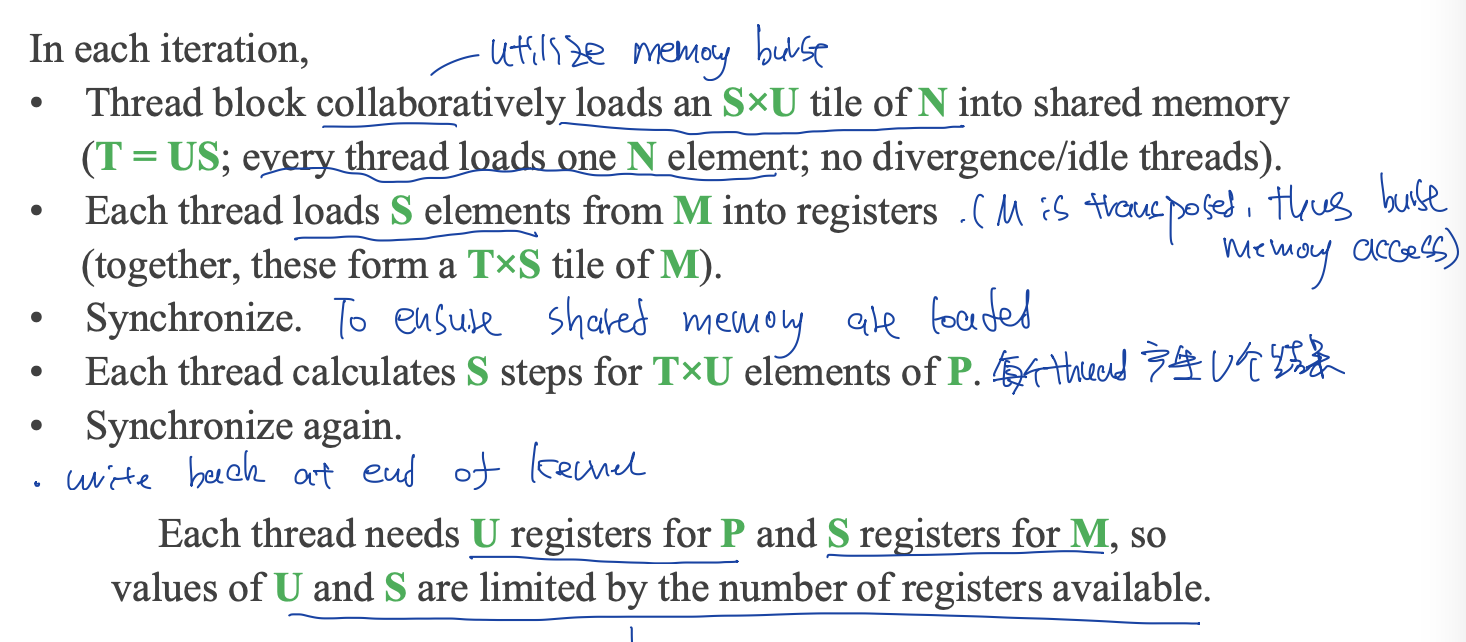 In each iteration,
utilize memoy burse
• Thread block collaboratively loads an S×U tile of N into shared memory
(T = US; every thread loads one N element; no divergence/idle threads).
• Each thread loads S elements from M into registers .( M is transposed, thus burse
memory access)
(together, these form a T×S tile of M).
• Synchronize. To ensure shared memory are loaded
• Each thread calculates S steps for T×U elements of P. 每个thread 产生 U个结果
• Synchronize again.
• write back at end of kernel
Each thread needs U registers for P and S registers for M, so
values of U and S are limited by the number of registers available.